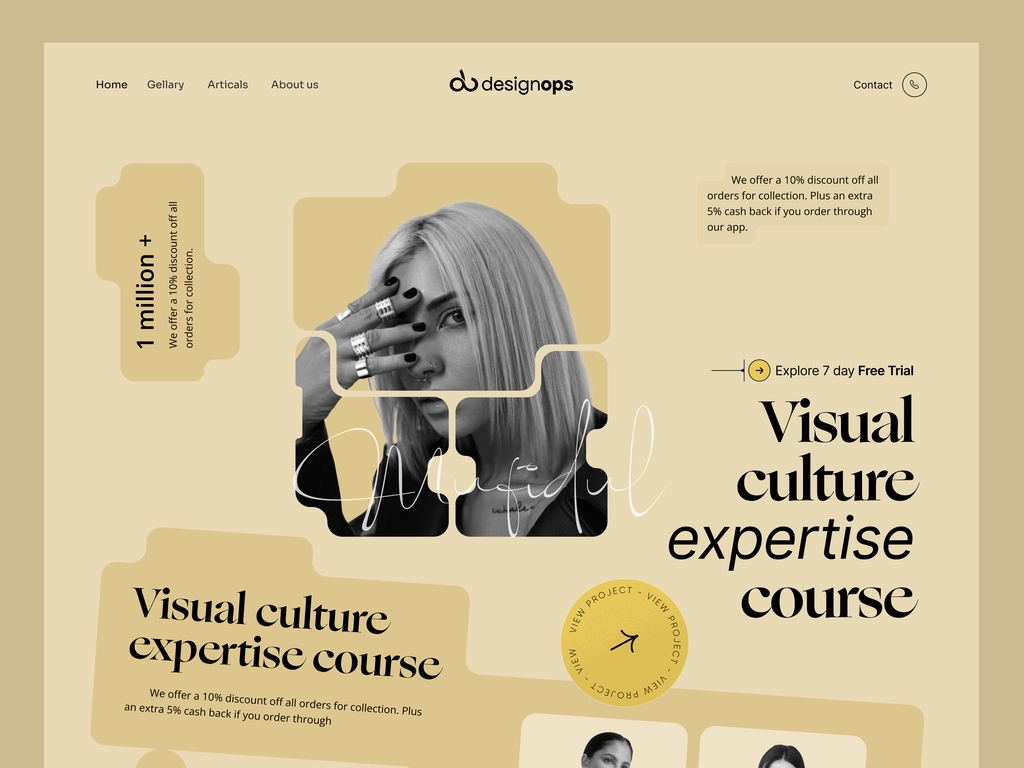 Home Gellary Articals About us
designops
Contact
1 million +
We offer a 10% discount off all
orders for collection.
We offer a 10% discount off all
orders for collection. Plus an extra
5% cash back if you order through
our app.
Explore 7 day Free Trial
Visual
culture
expertise
course
Mufidul
exhale
VIEW PROJECT - VIEW PROJECT - VIEW PROJECT - VIEW
Visual culture
expertise course
We offer a 10% discount off all orders for collection. Plus
an extra 5% cash back if you order through